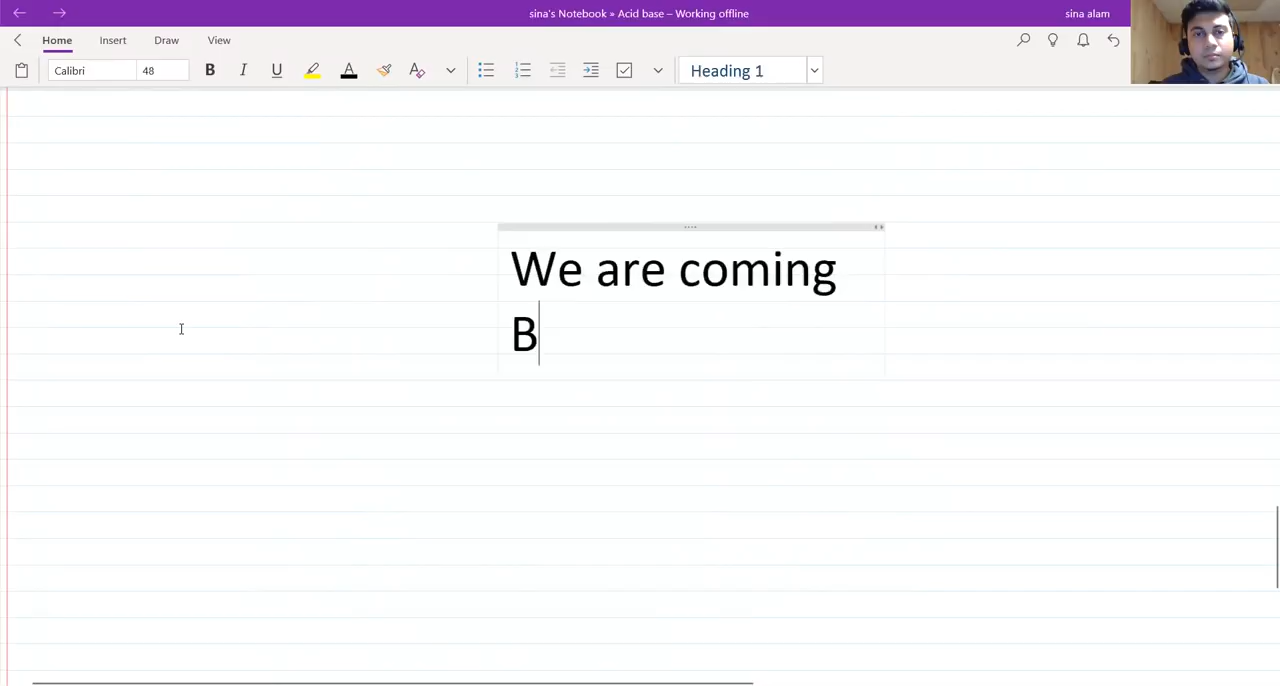 sina's Notebook » Acid base – Working offline
sina alam
Home Insert Draw View
Calibri 48 B I U A A Heading 1
We are coming
B